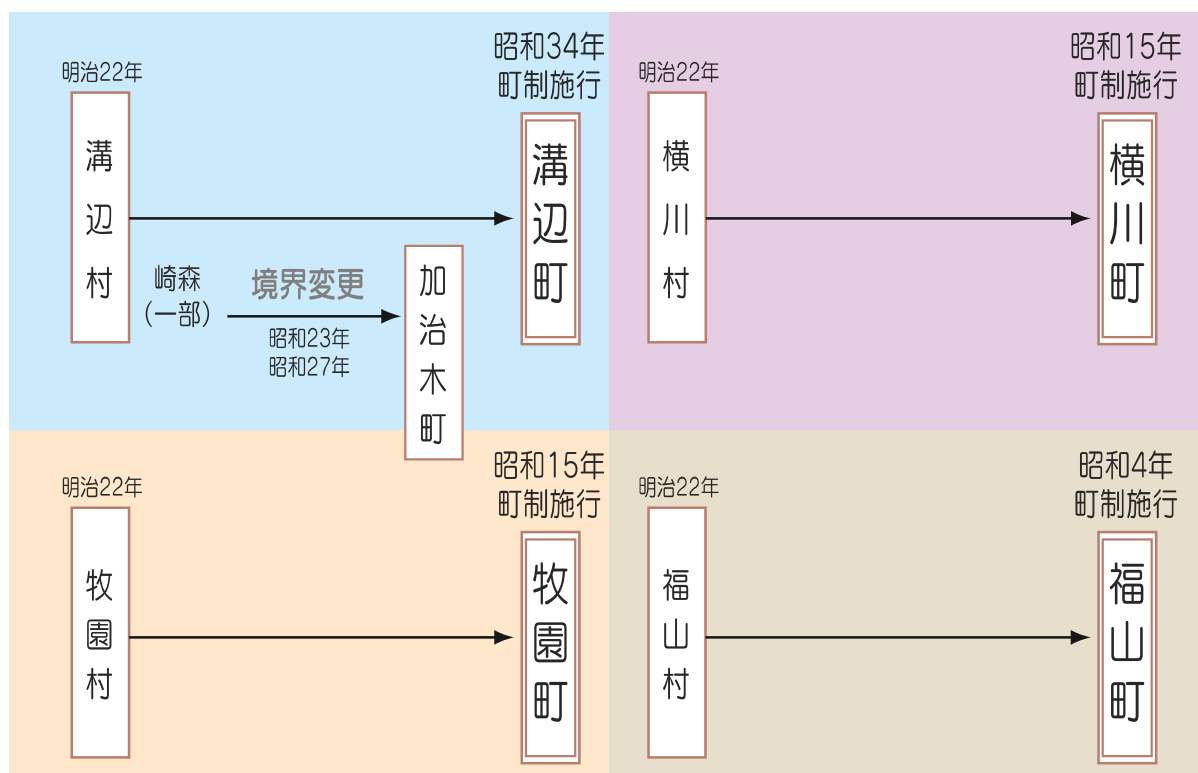 明治22年
溝辺村
昭和34年
町制施行
溝辺町
崎森
(一部)
境界変更
昭和23年
昭和27年
加治木町
明治22年
横川村
昭和15年
町制施行
横川町
明治22年
牧園村
昭和15年
町制施行
牧園町
明治22年
福山村
昭和4年
町制施行
福山町